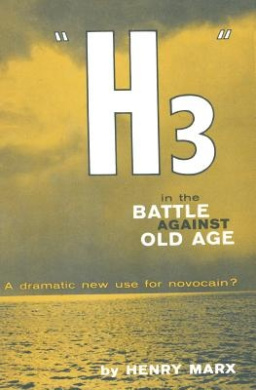 "H3"
in the
BATTLE
AGAINST
OLD AGE
A dramatic new use for novocain?
by HENRY MARX